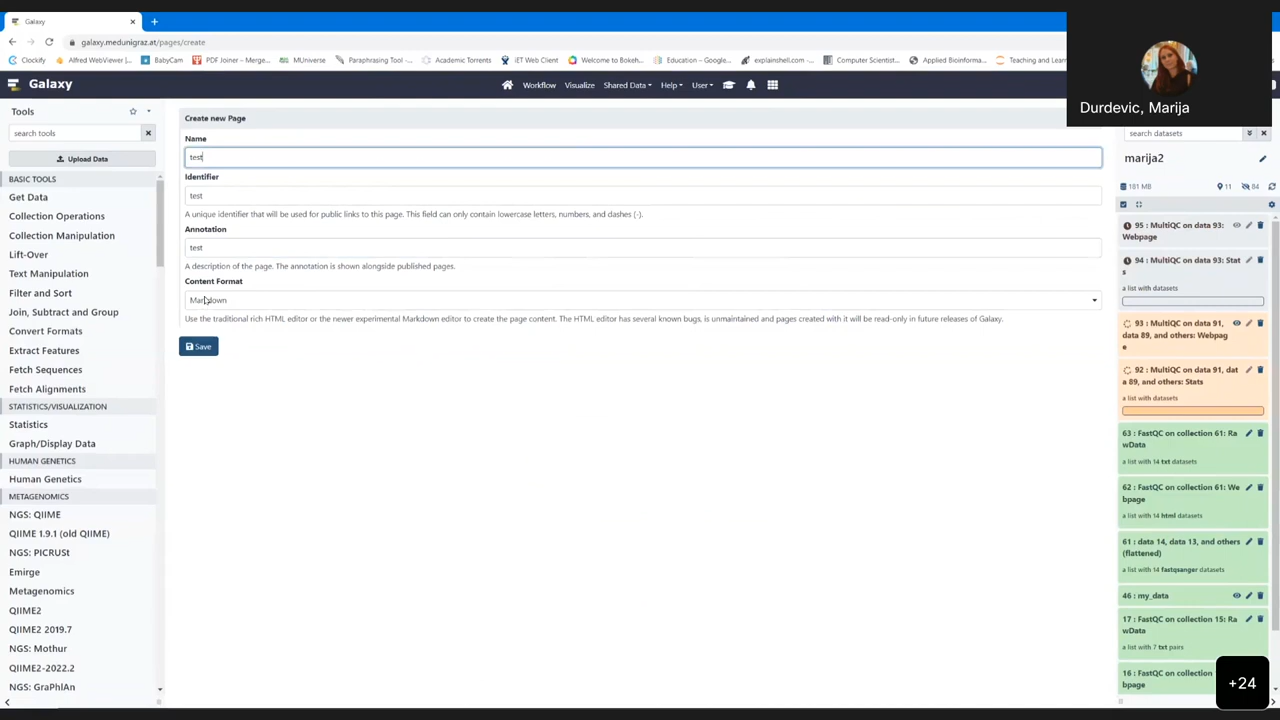 Galaxy
galaxy.medunigraz.at/pages/create
Clockify
Alfred WebViewer |...
BabyCam
PDF Joiner – Merge...
MUniverse
Paraphrasing Tool -...
Academic Torrents
iET Web Client
Welcome to Bokeh...
Education – Google...
explainshell.com - ...
Computer Scientist...
Applied Bioinforma...
Teaching and Lear
Durdevic, Marija
Galaxy
Workflow
Visualize
Shared Data
Help
User
Tools
search tools
Upload Data
BASIC TOOLS
Get Data
Collection Operations
Collection Manipulation
Lift-Over
Text Manipulation
Filter and Sort
Join, Subtract and Group
Convert Formats
Extract Features
Fetch Sequences
Fetch Alignments
STATISTICS/VISUALIZATION
Statistics
Graph/Display Data
HUMAN GENETICS
Human Genetics
METAGENOMICS
NGS: QIIME
QIIME 1.9.1 (old QIIME)
NGS: PICRUSt
Emirge
Metagenomics
QIIME2
QIIME2 2019.7
NGS: Mothur
QIIME2-2022.2
NGS: GraPhlAn
Create new Page
Name
test
Identifier
test
A unique identifier that will be used for public links to this page. This field can only contain lowercase letters, numbers, and dashes (-).
Annotation
test
A description of the page. The annotation is shown alongside published pages.
Content Format
Markdown
Use the traditional rich HTML editor or the newer experimental Markdown editor to create the page content. The HTML editor has several known bugs, is unmaintained and pages created with it will be read-only in future releases of Galaxy.
Save
search datasets
marija2
181 MB
11
84
95 : MultiQC on data 93:
Webpage
94 : MultiQC on data 93: Stat
s
a list with datasets
93 : MultiQC on data 91,
data 89, and others: Webpag
e
92 : MultiQC on data 91, dat
a 89, and others: Stats
a list with datasets
63 : FastQC on collection 61: Ra
wData
a list with 14 txt datasets
62 : FastQC on collection 61: We
bpage
a list with 14 html datasets
61 : data 14, data 13, and others
(flattened)
a list with 14 fastqsanger datasets
46 : my_data
17 : FastQC on collection 15: Ra
wData
a list with 7 txt pairs
16 : FastQC on collection
bpage
+24